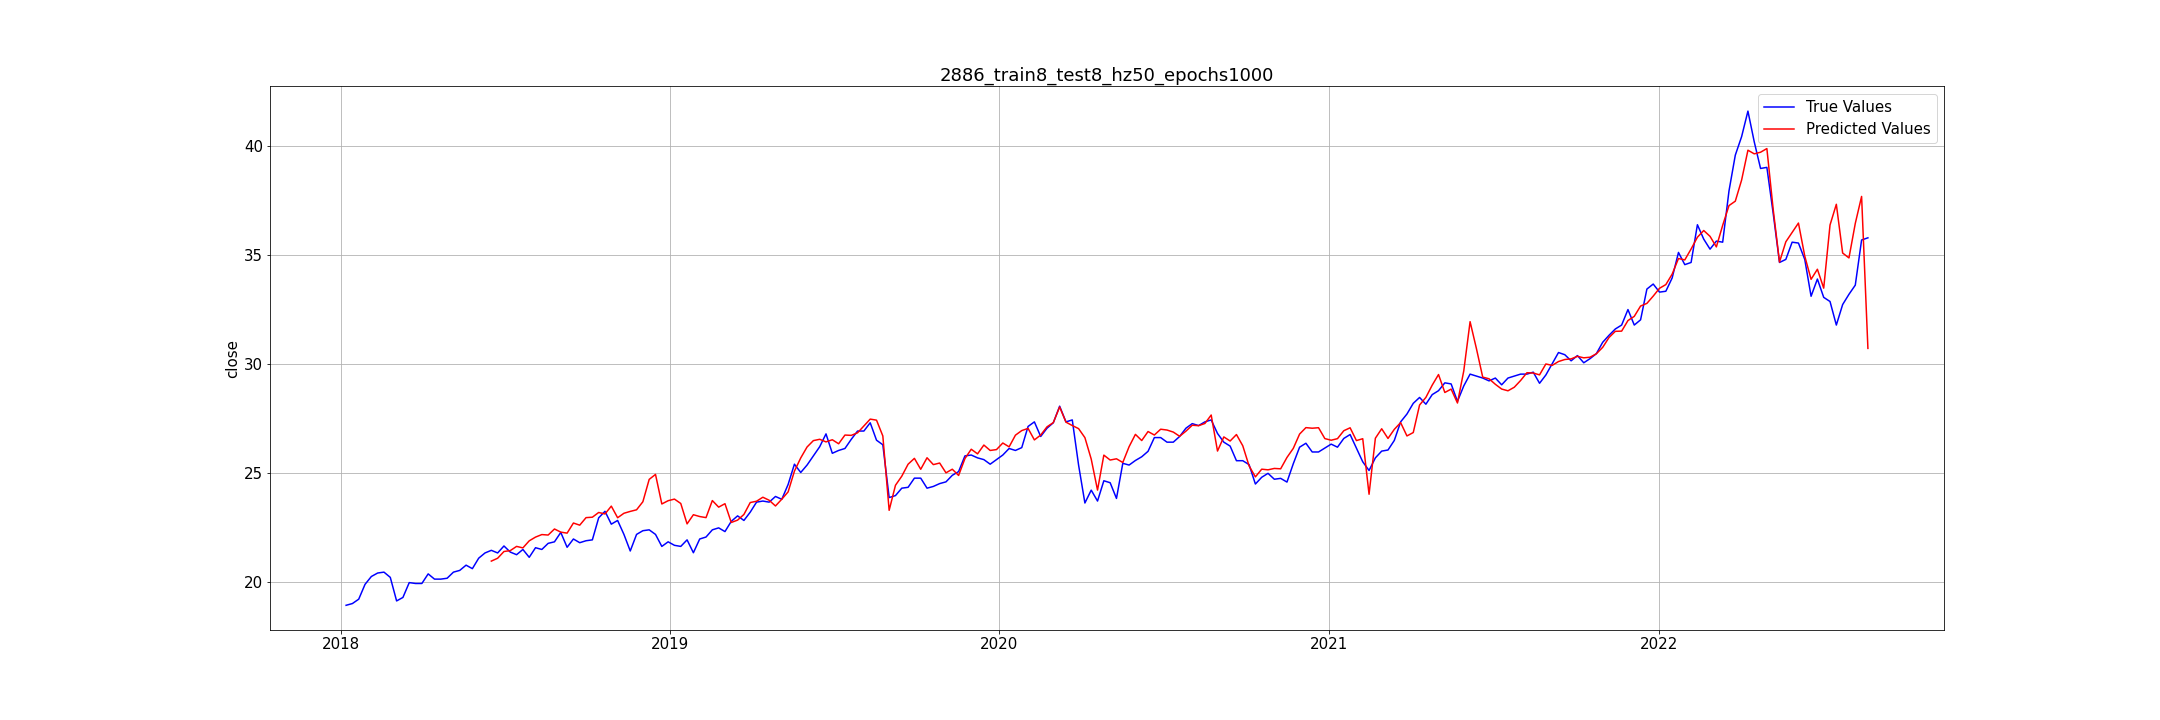 2886_train8_test8_hz50_epochs1000
True Values
Predicted Values
40
35
30
25
20
close
2018 2019 2020 2021 2022